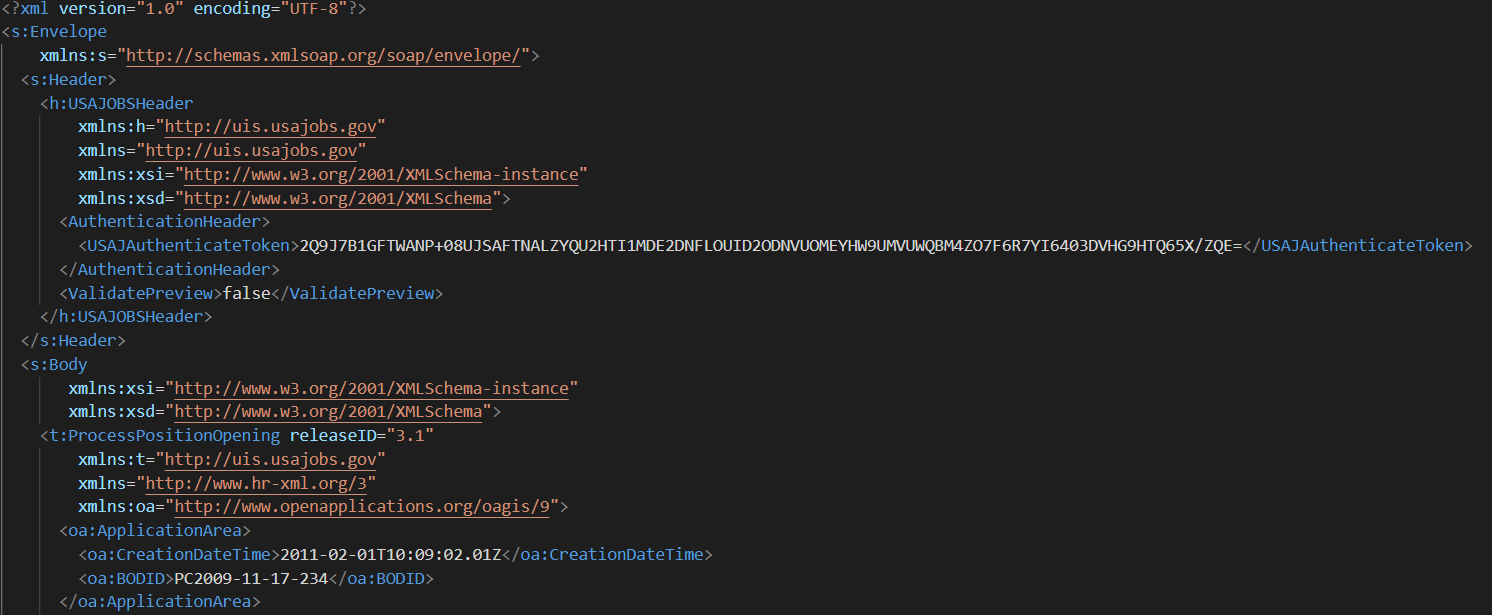 <?xml version="1.0" encoding="UTF-8"?>
<s:Envelope
xmlns:s="http://schemas.xmlsoap.org/soap/envelope/">
<s:Header>
<h:USAJOBSHeader
xmlns:h="http://uis.usajobs.gov"
xmlns="http://uis.usajobs.gov"
xmlns:xsi="http://www.w3.org/2001/XMLSchema-instance"
xmlns:xsd="http://www.w3.org/2001/XMLSchema">
<AuthenticationHeader>
<USAJAuthenticateToken>2Q9J7B1GFTWANP+08UJSAFTNALZYQU2HTI1MDE2DNFLOUID2ODNVUOMEYHW9UMVUWQBM4ZO7F6R7YI6403DVHG9HTQ65X/ZQE=</USAJAuthenticateToken>
</AuthenticationHeader>
<ValidatePreview>false</ValidatePreview>
</h:USAJOBSHeader>
</s:Header>
<s:Body
xmlns:xsi="http://www.w3.org/2001/XMLSchema-instance"
xmlns:xsd="http://www.w3.org/2001/XMLSchema">
<t:ProcessPositionOpening releaseID="3.1"
xmlns:t="http://uis.usajobs.gov"
xmlns="http://www.hr-xml.org/3"
xmlns:oa="http://www.openapplications.org/oagis/9">
<oa:ApplicationArea>
<oa:CreationDateTime>2011-02-01T10:09:02.01Z</oa:CreationDateTime>
<oa:BODID>PC2009-11-17-234</oa:BODID>
</oa:ApplicationArea>